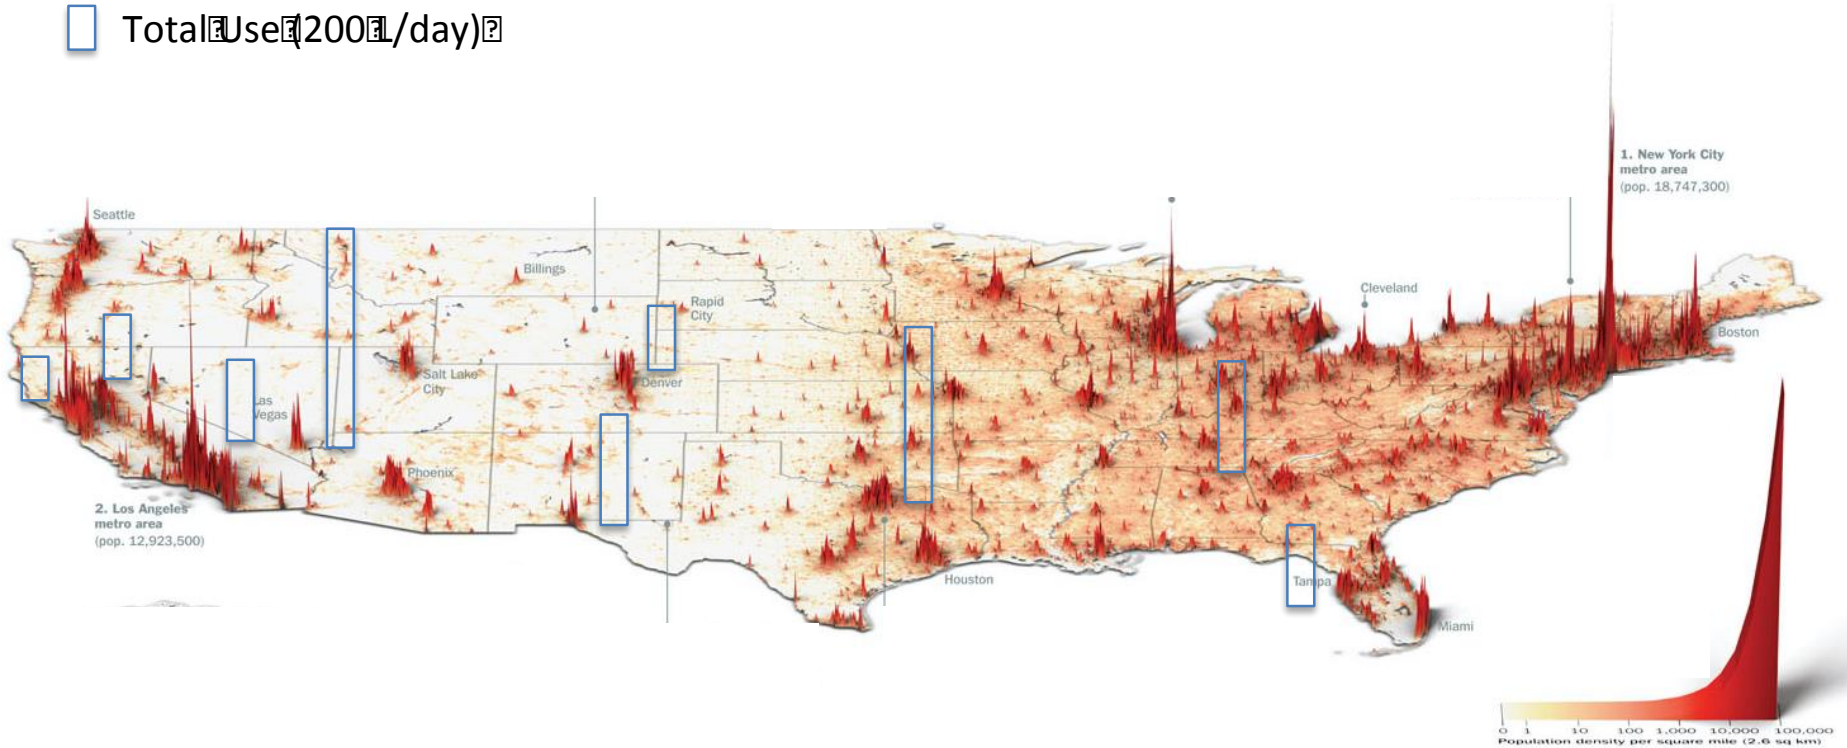 Total⍰Use⍰(200⍰L/day)⍰
1. New York City
metro area
(pop. 18,747,300)
Seattle
Billings
Rapid
City
Cleveland
Boston
Salt Lake
City
Denver
Las
Vegas
Phoenix
2. Los Angeles
metro area
(pop. 12,923,500)
Houston
Tampa
Miami
0 1 10 100 1,000 10,000 100,000
Population density per square mile (2.6 sq km)